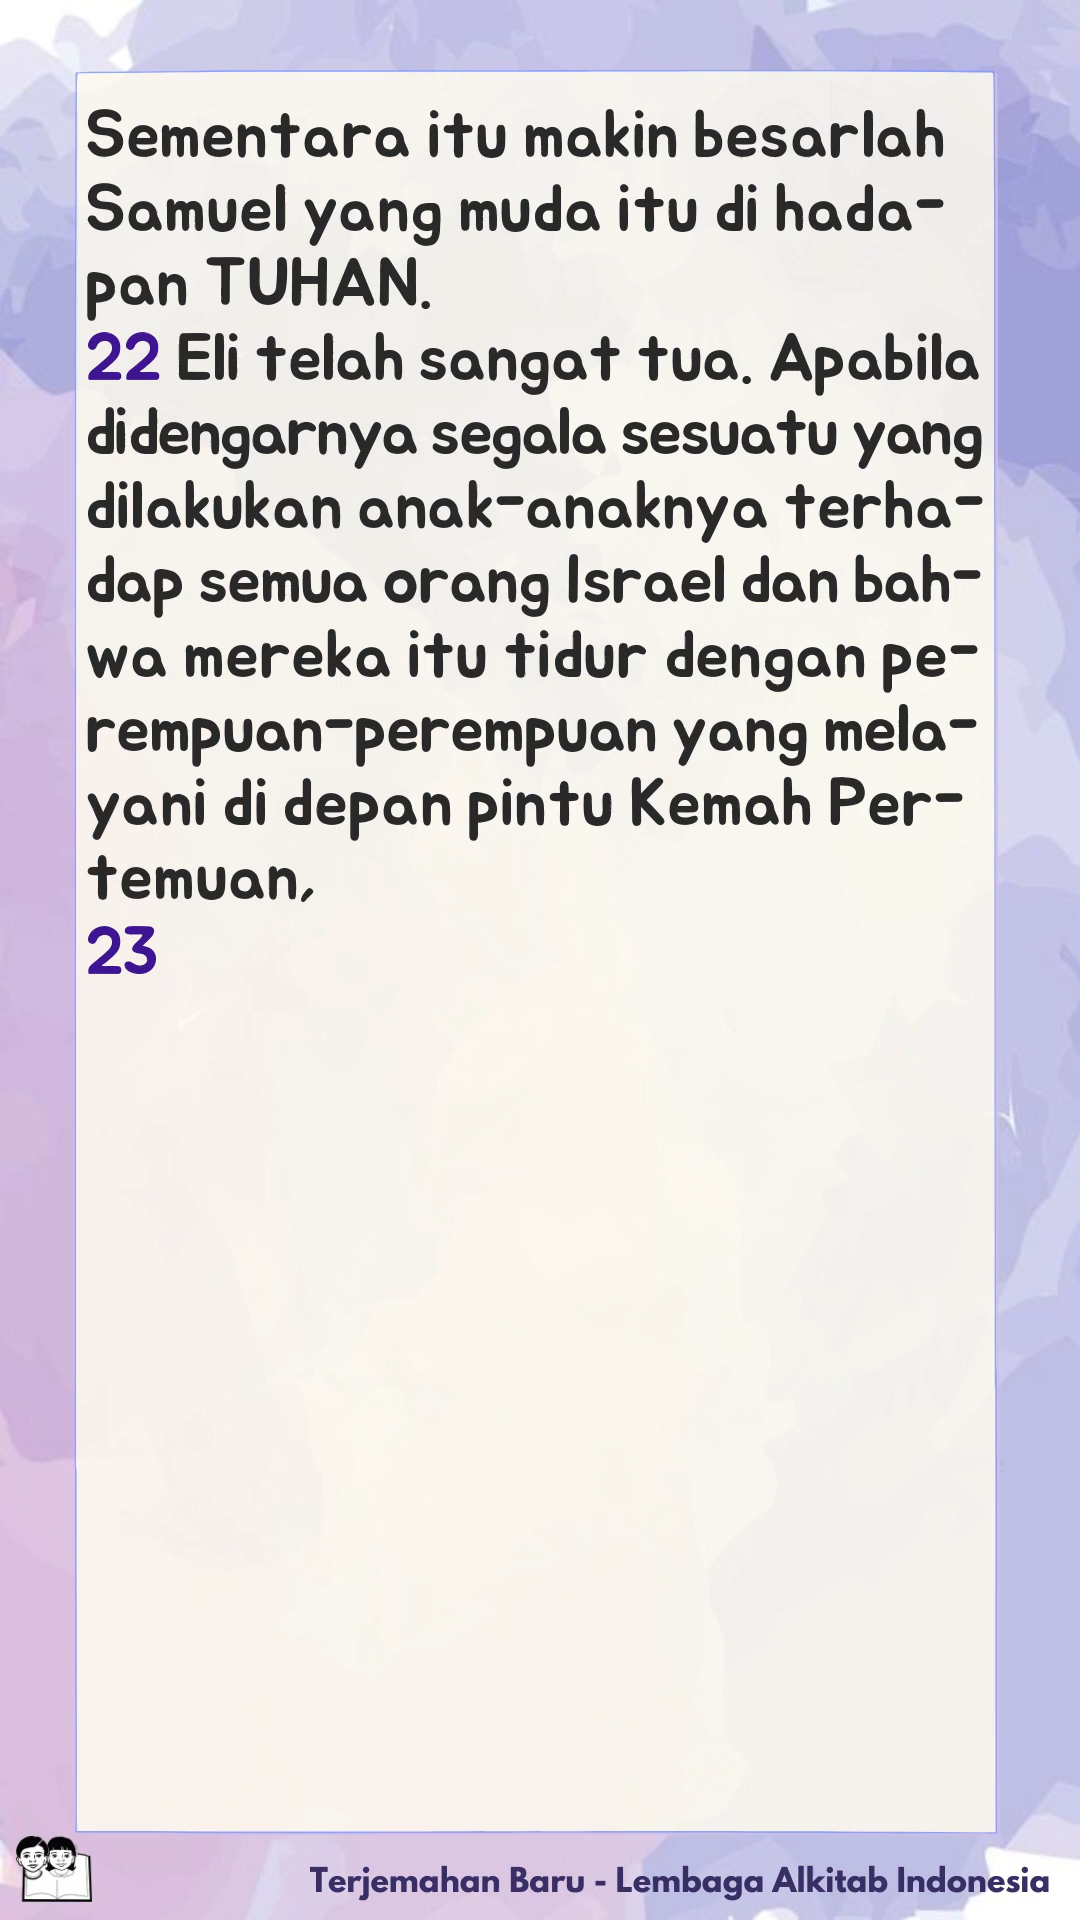 Sementara itu makin besarlah
Samuel yang muda itu di hada-
pan TUHAN.
22 Eli telah sangat tua. Apabila
didengarnya segala sesuatu yang
dilakukan anak-anaknya terha-
dap semua orang Israel dan bah-
wa mereka itu tidur dengan pe-
rempuan-perempuan yang mela-
yani di depan pintu Kemah Per-
temuan,
23
Terjemahan Baru - Lembaga Alkitab Indonesia